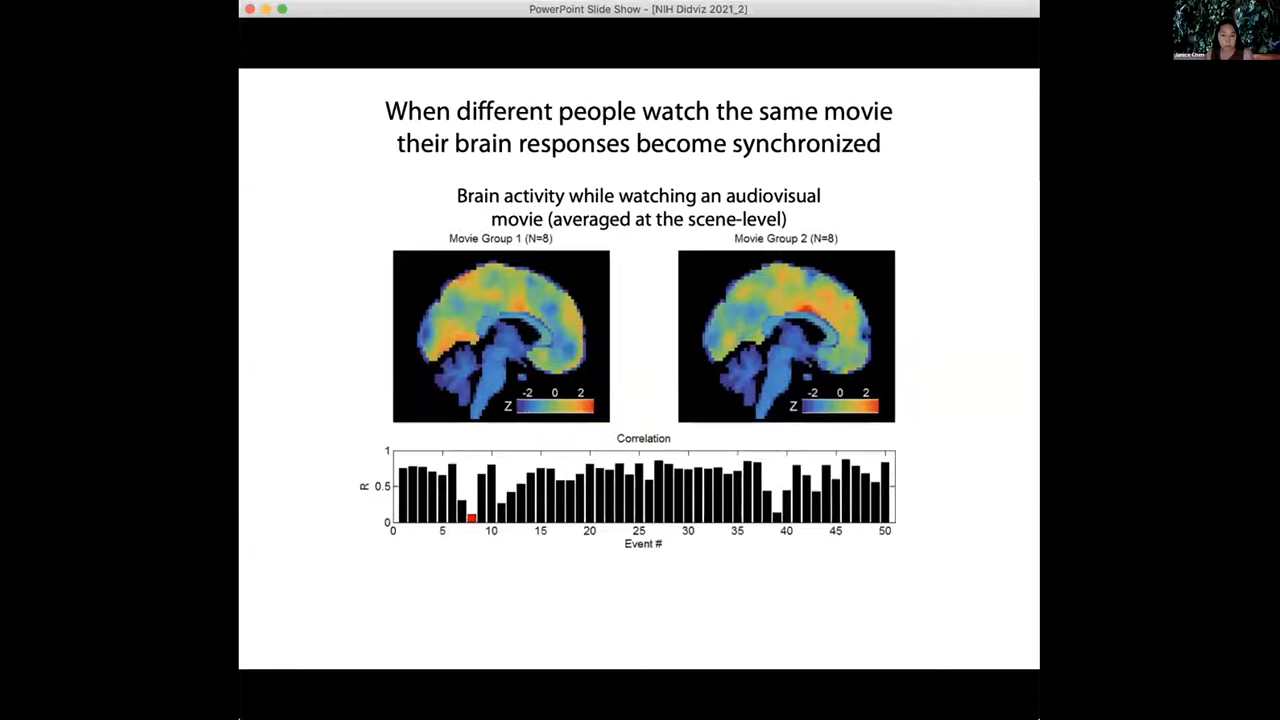 PowerPoint Slide Show - [NIH Didviz 2021_2]
Janice Chen
When different people watch the same movie
their brain responses become synchronized
Brain activity while watching an audiovisual
movie (averaged at the scene-level)
Movie Group 1 (N=8)
Movie Group 2 (N=8)
-2 0 2
Z
-2 0 2
Z
Correlation
1
R
0.5
0
0 5 10 15 20 25 30 35 40 45 50
Event #